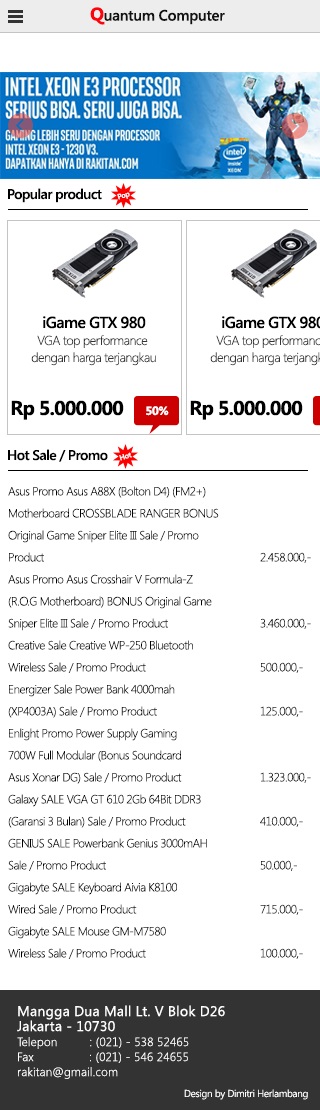 Quantum Computer
INTEL XEON E3 PROCESSOR
SERIUS BISA. SERU JUGA BISA.
GAMING LEBIH SERU DENGAN PROCESSOR
INTEL XEON E3 - 1230 V3.
DAPATKAN HANYA DI RAKITAN.COM
intel
inside
XEON
Popular product
POP
iGame GTX 980
VGA top performance
dengan harga terjangkau
Rp 5.000.000
50%
iGame GTX 980
VGA top performanc
dengan harga terjangk
Rp 5.000.000
Hot Sale / Promo
Hot
Asus Promo Asus A88X (Bolton D4) (FM2+)
Motherboard CROSSBLADE RANGER BONUS
Original Game Sniper Elite III Sale / Promo
Product 2.458.000,-
Asus Promo Asus Crosshair V Formula-Z
(R.O.G Motherboard) BONUS Original Game
Sniper Elite III Sale / Promo Product 3.460.000,-
Creative Sale Creative WP-250 Bluetooth
Wireless Sale / Promo Product 500.000,-
Energizer Sale Power Bank 4000mah
(XP4003A) Sale / Promo Product 125.000,-
Enlight Promo Power Supply Gaming
700W Full Modular (Bonus Soundcard
Asus Xonar DG) Sale / Promo Product 1.323.000,-
Galaxy SALE VGA GT 610 2Gb 64Bit DDR3
(Garansi 3 Bulan) Sale / Promo Product 410.000,-
GENIUS SALE Powerbank Genius 3000mAH
Sale / Promo Product 50.000,-
Gigabyte SALE Keyboard Aivia K8100
Wired Sale / Promo Product 715.000,-
Gigabyte SALE Mouse GM-M7580
Wireless Sale / Promo Product 100.000,-
Mangga Dua Mall Lt. V Blok D26
Jakarta - 10730
Telepon : (021) - 538 52465
Fax : (021) - 546 24655
rakitan@gmail.com
Design by Dimitri Herlambang